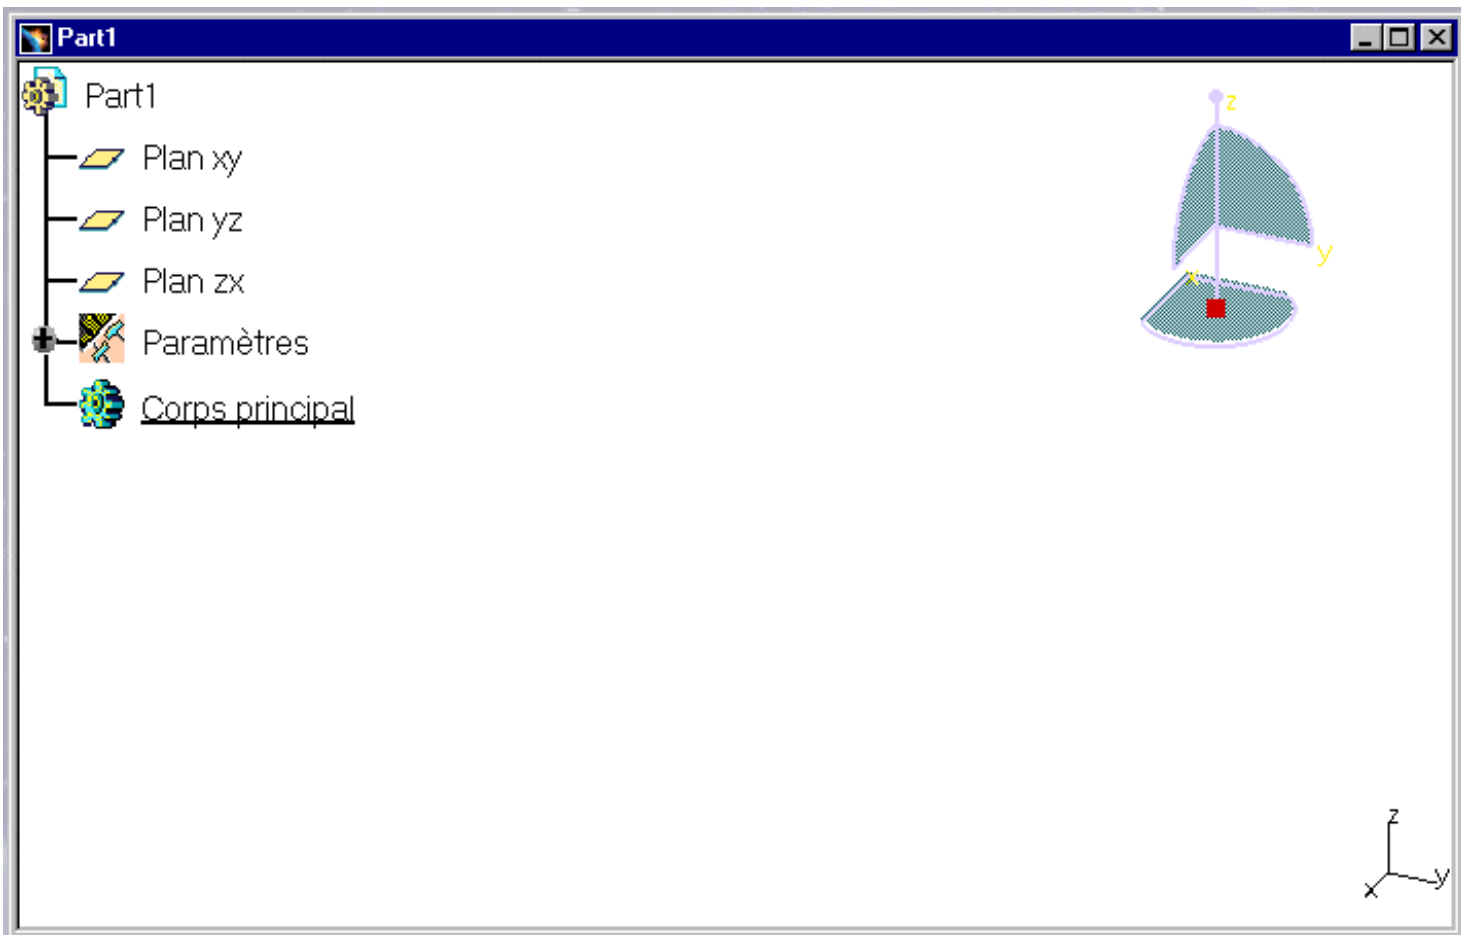 Part1
Part1
Plan xy
Plan yz
Plan zx
Paramètres
Corps principal
z
y
x
z
y
x